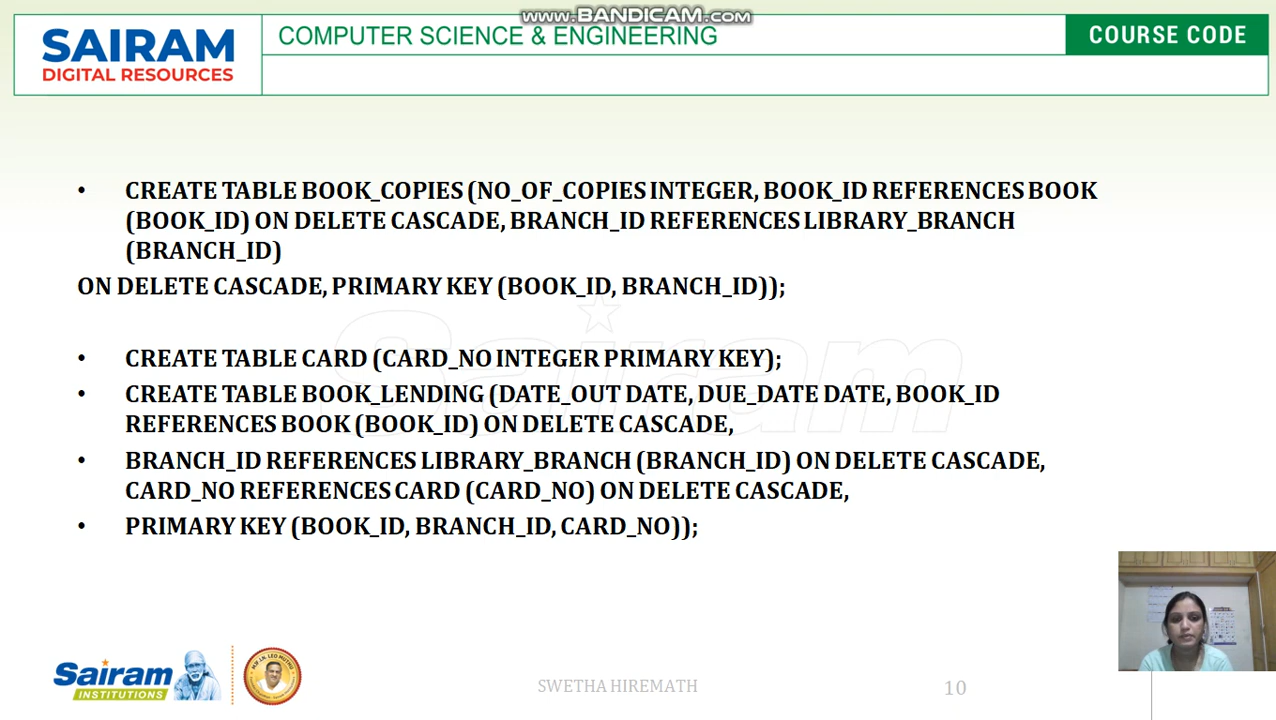 www.BANDICAM.com
SAIRAM
DIGITAL RESOURCES
COMPUTER SCIENCE & ENGINEERING
COURSE CODE
• CREATE TABLE BOOK_COPIES (NO_OF_COPIES INTEGER, BOOK_ID REFERENCES BOOK
(BOOK_ID) ON DELETE CASCADE, BRANCH_ID REFERENCES LIBRARY_BRANCH
(BRANCH_ID)
ON DELETE CASCADE, PRIMARY KEY (BOOK_ID, BRANCH_ID));
Sairam
• CREATE TABLE CARD (CARD_NO INTEGER PRIMARY KEY);
• CREATE TABLE BOOK_LENDING (DATE_OUT DATE, DUE_DATE DATE, BOOK_ID
REFERENCES BOOK (BOOK_ID) ON DELETE CASCADE,
• BRANCH_ID REFERENCES LIBRARY_BRANCH (BRANCH_ID) ON DELETE CASCADE,
CARD_NO REFERENCES CARD (CARD_NO) ON DELETE CASCADE,
• PRIMARY KEY (BOOK_ID, BRANCH_ID, CARD_NO));
Sairam
INSTITUTIONS
SWETHA HIREMATH
10